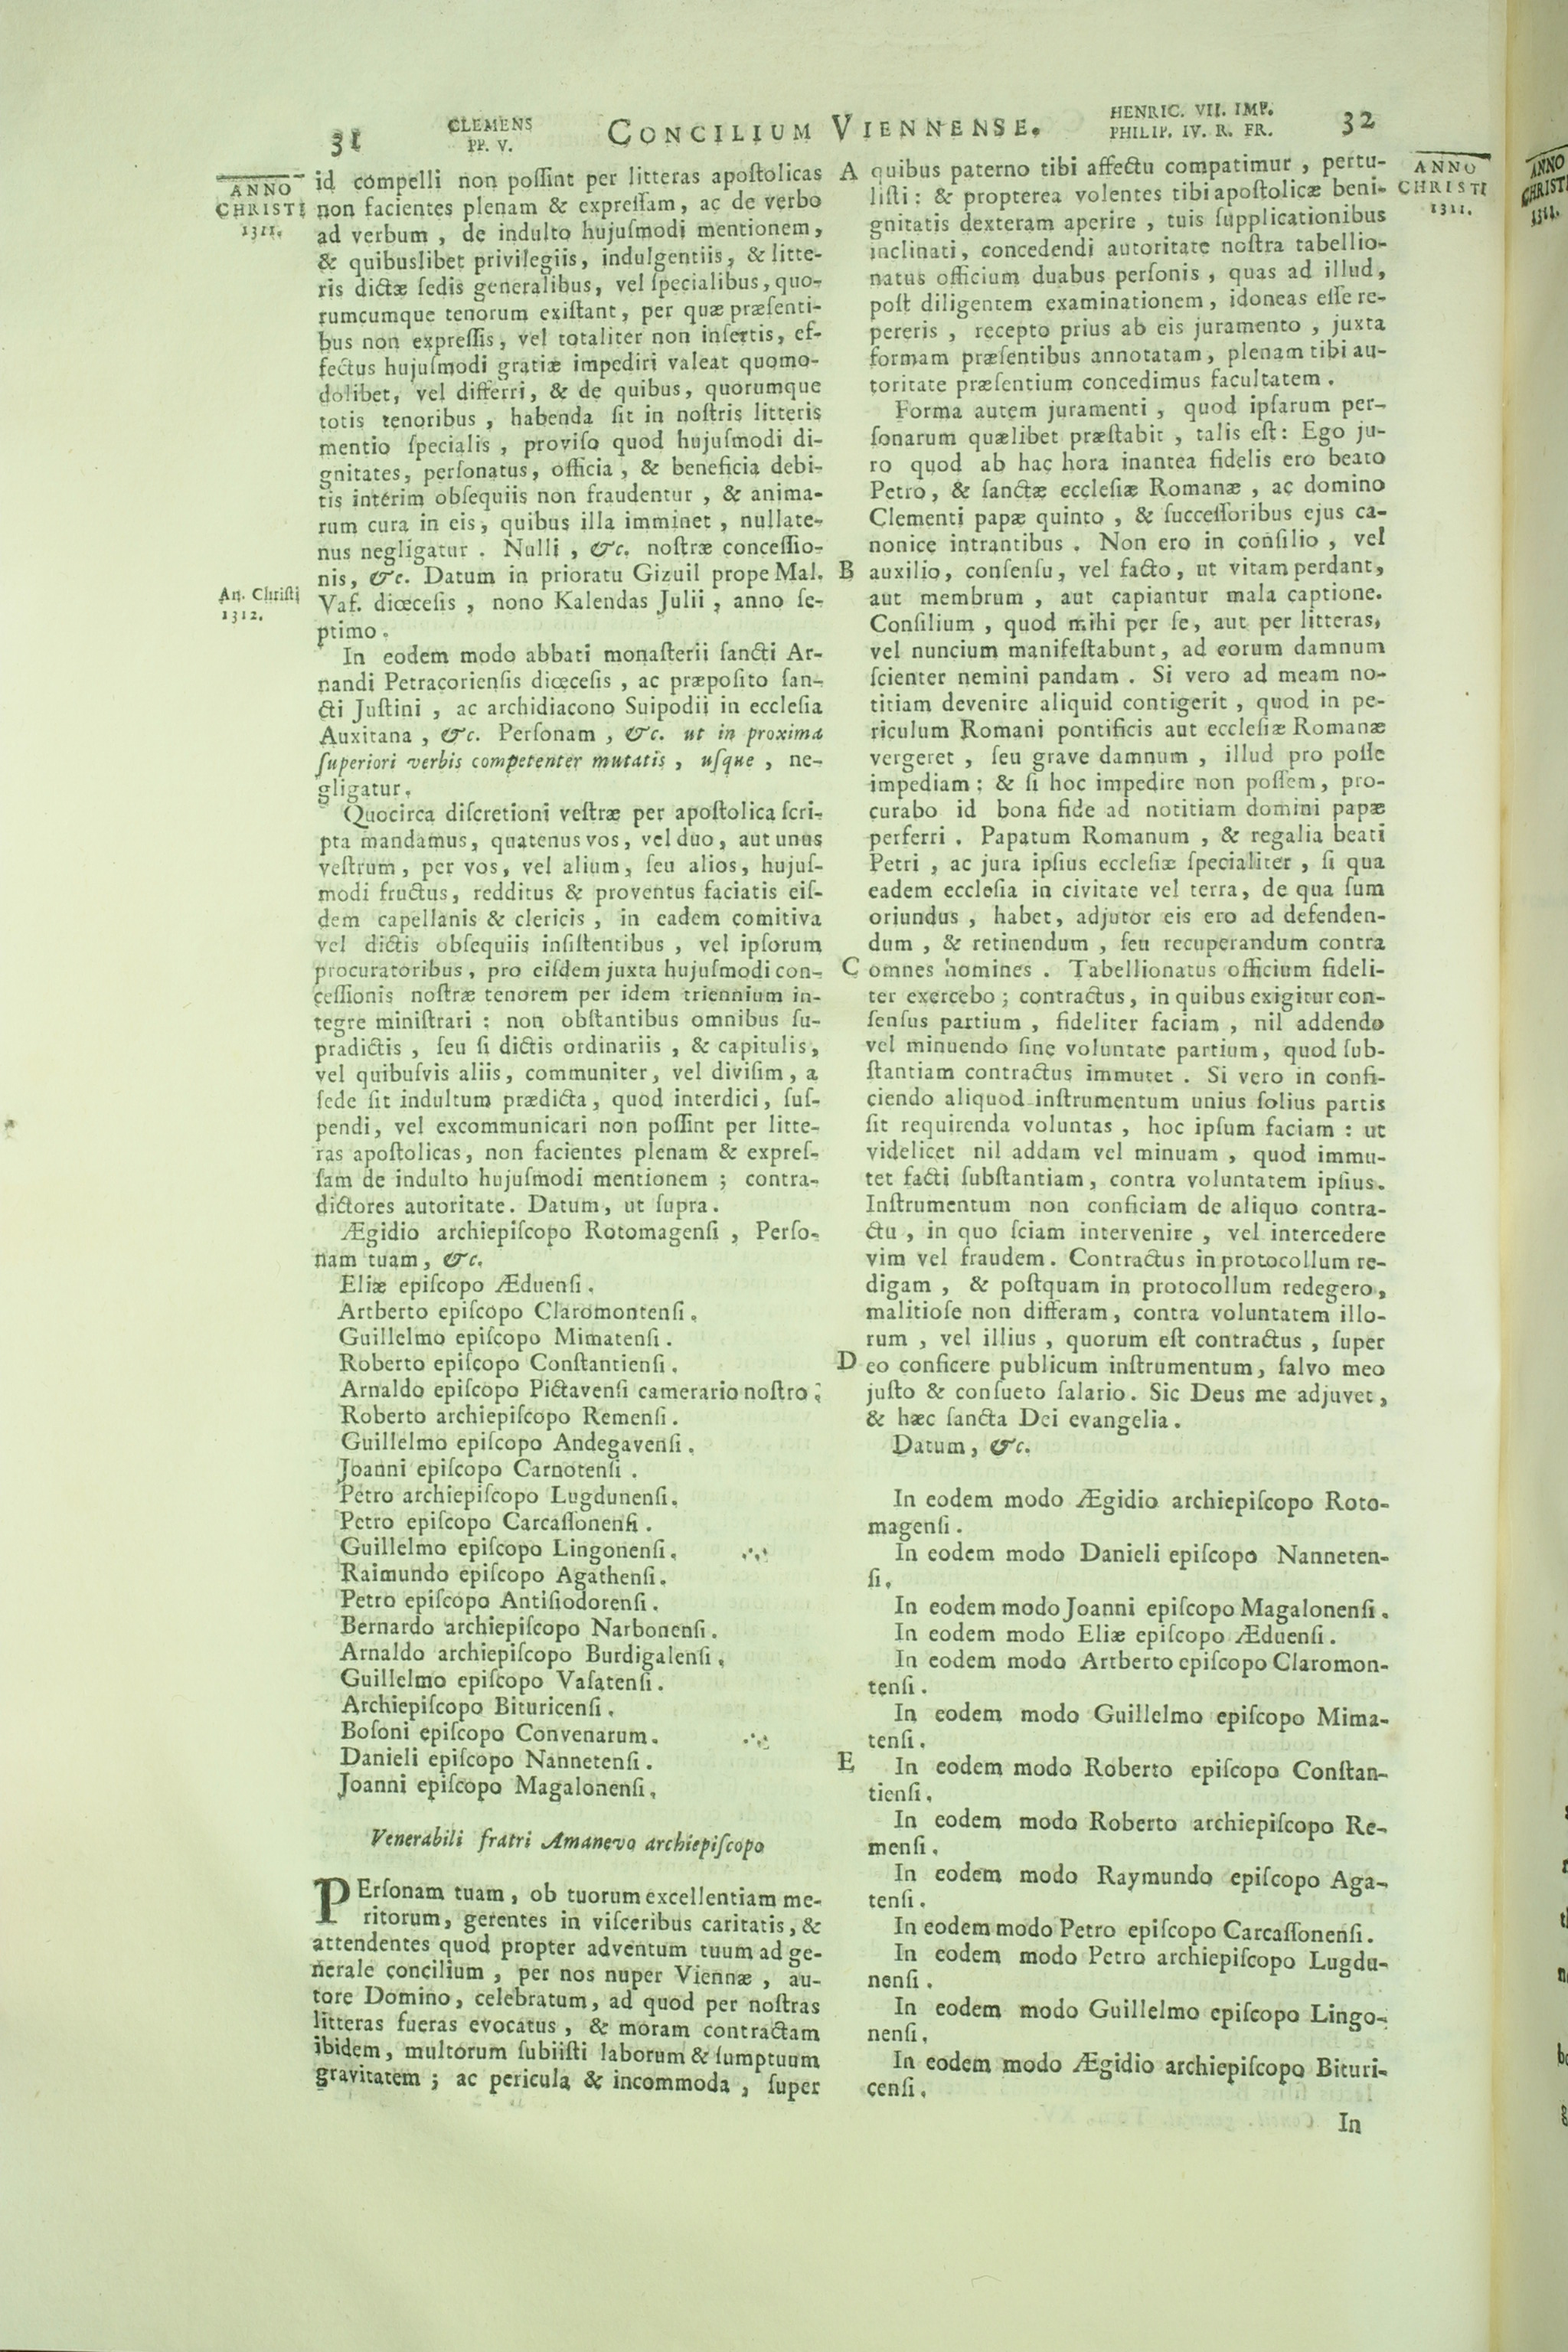 31
CLEMENS
PP. V.
CONCILIUM VIENNENSE.
HENRIC. VII. IMP.
PHILIP. IV. R. FR.
32
ANNO
CHRISTI
1311.
id compelli non poſſint per litteras apoſtolicas
non facientes plenam & expreſſam, ac de verbo
ad verbum, de indulto hujuſmodi mentionem,
& quibuslibet privilegiis, indulgentiis, & litte-
ris dictæ ſedis generalibus, vel ſpecialibus, quo-
rumcumque tenorum exiſtant, per quæ præſenti-
bus non expreſſis, vel totaliter non inſertis, ef-
fectus hujuſmodi gratiæ impediri valeat quomo-
dolibet, vel differri, & de quibus, quorumque
totis tenoribus, habenda ſit in noſtris litteris
mentio ſpecialis, proviſo quod hujuſmodi di-
gnitates, perſonatus, officia, & beneficia debi-
tis interim obſequiis non fraudentur, & anima-
rum cura in eis, quibus illa imminet, nullate-
nus negligatur. Nulli, &c. noſtræ conceſſio-
nis, &c. Datum in prioratu Gizuil prope Mal.
An. Chriſti
1312.
Vaſ. diœceſis, nono Kalendas Julii, anno ſe-
ptimo.
In eodem modo abbati monaſterii ſancti Ar-
nandi Petracorienſis diœceſis, ac præpoſito ſan-
cti Juſtini, ac archidiacono Suipodii in eccleſia
Auxitana, &c. Perſonam, &c. ut in proxima
ſuperiori verbis competenter mutatis, uſque, ne-
gligatur.
Quocirca diſcretioni veſtræ per apoſtolica ſcri-
pta mandamus, quatenus vos, vel duo, aut unus
veſtrum, per vos, vel alium, ſeu alios, hujuſ-
modi fructus, redditus & proventus faciatis eiſ-
dem capellanis & clericis, in eadem comitiva
vel dictis obſequiis inſiſtentibus, vel ipſorum
procuratoribus, pro eiſdem juxta hujuſmodi con-
ceſſionis noſtræ tenorem per idem triennium in-
tegre miniſtrari: non obſtantibus omnibus ſu-
pradictis, ſeu ſi dictis ordinariis, & capitulis,
vel quibuſvis aliis, communiter, vel diviſim, a
ſede ſit indultum prædicta, quod interdici, ſuſ-
pendi, vel excommunicari non poſſint per litte-
ras apoſtolicas, non facientes plenam & expreſ-
ſam de indulto hujuſmodi mentionem; contra-
dictores autoritate. Datum, ut ſupra.
Ægidio archiepiſcopo Rotomagenſi, Perſo-
nam tuam, &c.
Eliæ epiſcopo Æduenſi.
Artberto epiſcopo Claromontenſi.
Guillelmo epiſcopo Mimatenſi.
Roberto epiſcopo Conſtantienſi.
Arnaldo epiſcopo Pictavenſi camerario noſtro;
Roberto archiepiſcopo Remenſi.
Guillelmo epiſcopo Andegavenſi.
Joanni epiſcopo Carnotenſi.
Petro archiepiſcopo Lugdunenſi.
Petro epiſcopo Carcaſſonenſi.
Guillelmo epiſcopo Lingonenſi.
Raimundo epiſcopo Agathenſi.
Petro epiſcopo Antiſiodorenſi.
Bernardo archiepiſcopo Narbonenſi.
Arnaldo archiepiſcopo Burdigalenſi.
Guillelmo epiſcopo Vaſatenſi.
Archiepiſcopo Bituricenſi.
Boſoni epiſcopo Convenarum.
Danieli epiſcopo Nannetenſi.
Joanni epiſcopo Magalonenſi.
Venerabili fratri Amanevo archiepiſcopo
PErſonam tuam, ob tuorum excellentiam me-
ritorum, gerentes in viſceribus caritatis, &
attendentes quod propter adventum tuum ad ge-
nerale concilium, per nos nuper Viennæ, au-
tore Domino, celebratum, ad quod per noſtras
litteras fueras evocatus, & moram contractam
ibidem, multorum ſubiiſti laborum & ſumptuum
gravitatem; ac pericula & incommoda, ſuper
ANNO
CHRISTI
1311.
A quibus paterno tibi affectu compatimur, pertu-
liſti: & propterea volentes tibi apoſtolicæ beni-
gnitatis dexteram aperire, tuis ſupplicationibus
inclinati, concedendi autoritate noſtra tabellio-
natus officium duabus perſonis, quas ad illud,
poſt diligentem examinationem, idoneas eſſe re-
pereris, recepto prius ab eis juramento, juxta
formam præſentibus annotatam, plenam tibi au-
toritate præſentium concedimus facultatem.
Forma autem juramenti, quod ipſarum per-
ſonarum quælibet præſtabit, talis eſt: Ego ju-
ro quod ab hac hora inantea fidelis ero beato
Petro, & ſanctæ eccleſiæ Romanæ, ac domino
Clementi papæ quinto, & ſucceſſoribus ejus ca-
nonice intrantibus. Non ero in conſilio, vel
B auxilio, conſenſu, vel facto, ut vitam perdant,
aut membrum, aut capiantur mala captione.
Conſilium, quod mihi per ſe, aut per litteras,
vel nuncium manifeſtabunt, ad eorum damnum
ſcienter nemini pandam. Si vero ad meam no-
titiam devenire aliquid contigerit, quod in pe-
riculum Romani pontificis aut eccleſiæ Romanæ
vergeret, ſeu grave damnum, illud pro poſſe
impediam: & ſi hoc impedire non poſſem, pro-
curabo id bona fide ad notitiam domini papæ
perferri. Papatum Romanum, & regalia beati
Petri, ac jura ipſius eccleſiæ ſpecialiter, ſi qua
eadem eccleſia in civitate vel terra, de qua ſum
oriundus, habet, adjutor eis ero ad defenden-
dum, & retinendum, ſeu recuperandum contra
C omnes homines. Tabellionatus officium fideli-
ter exercebo; contractus, in quibus exigitur con-
ſenſus partium, fideliter faciam, nil addendo
vel minuendo ſine voluntate partium, quod ſub-
ſtantiam contractus immutet. Si vero in confi-
ciendo aliquod inſtrumentum unius ſolius partis
ſit requirenda voluntas, hoc ipſum faciam: ut
videlicet nil addam vel minuam, quod immu-
tet facti ſubſtantiam, contra voluntatem ipſius.
Inſtrumentum non conficiam de aliquo contra-
ctu, in quo ſciam intervenire, vel intercedere
vim vel fraudem. Contractus in protocollum re-
digam, & poſtquam in protocollum redegero,
malitioſe non differam, contra voluntatem illo-
rum, vel illius, quorum eſt contractus, ſuper
D eo conficere publicum inſtrumentum, ſalvo meo
juſto & conſueto ſalario. Sic Deus me adjuvet,
& hæc ſancta Dei evangelia.
Datum, &c.
In eodem modo Ægidio archiepiſcopo Roto-
magenſi.
In eodem modo Danieli epiſcopo Nanneten-
ſi.
In eodem modo Joanni epiſcopo Magalonenſi.
In eodem modo Eliæ epiſcopo Æduenſi.
In eodem modo Artberto epiſcopo Claromon-
tenſi.
In eodem modo Guillelmo epiſcopo Mima-
tenſi.
E In eodem modo Roberto epiſcopo Conſtan-
tienſi.
In eodem modo Roberto archiepiſcopo Re-
menſi.
In eodem modo Raymundo epiſcopo Aga-
tenſi.
In eodem modo Petro epiſcopo Carcaſſonenſi.
In eodem modo Petro archiepiſcopo Lugdu-
nenſi.
In eodem modo Guillelmo epiſcopo Lingo-
nenſi.
In eodem modo Ægidio archiepiſcopo Bituri-
cenſi.
In
ANNO
CHRISTI
1311.